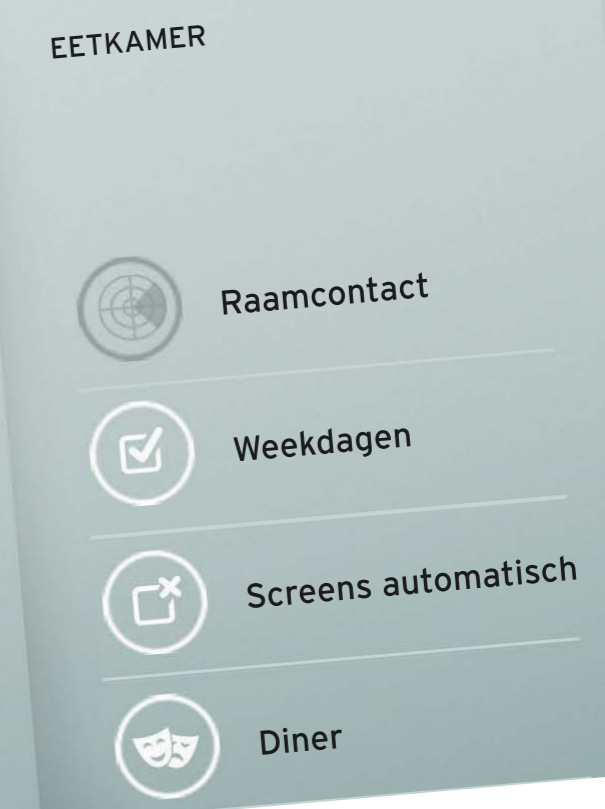 EETKAMER
Raamcontact
Weekdagen
Screens automatisch
Diner